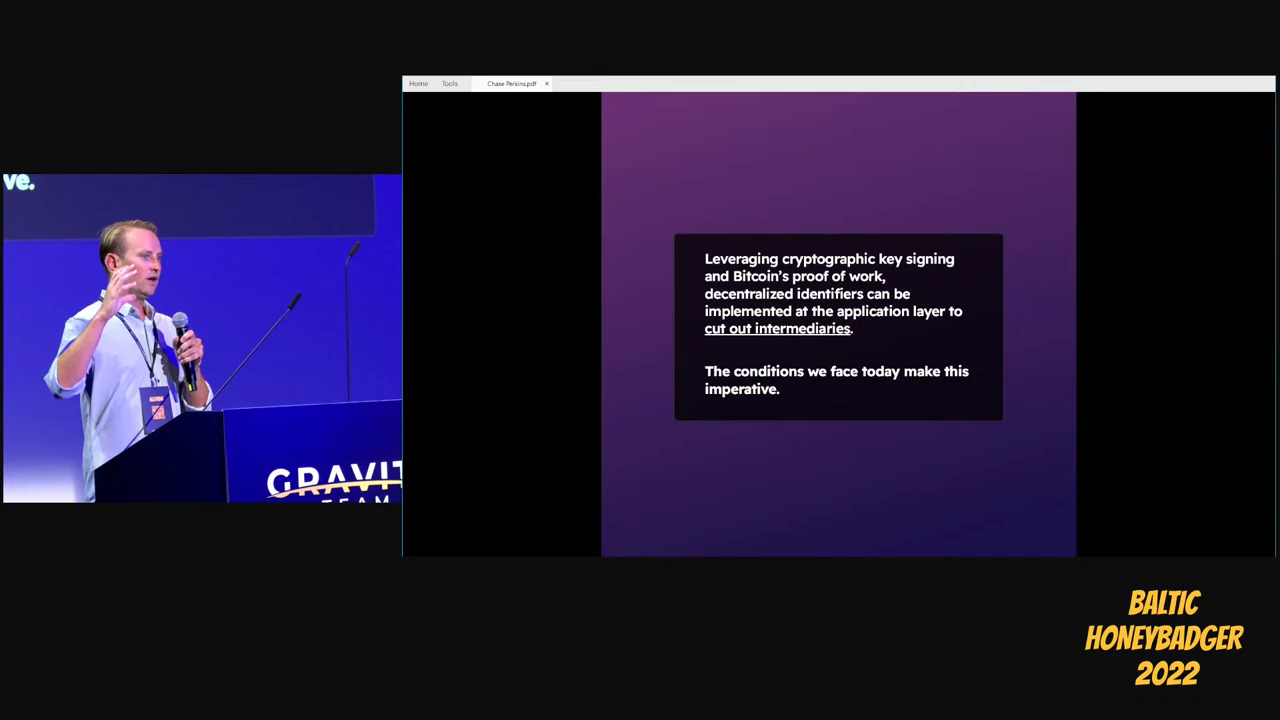 Home Tools Chase Perkins.pdf ×
ve.
Leveraging cryptographic key signing
and Bitcoin's proof of work,
decentralized identifiers can be
implemented at the application layer to
cut out intermediaries.
The conditions we face today make this
imperative.
GRAVIT
TEAM
BALTIC
HONEYBADGER
2022